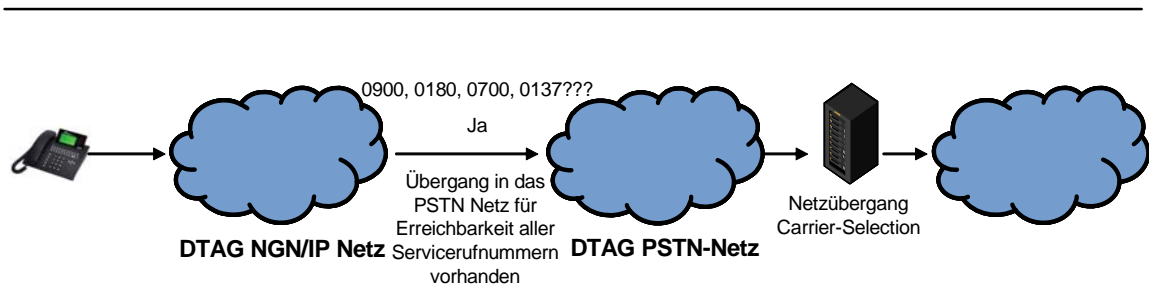 0900, 0180, 0700, 0137???
Ja
Übergang in das
PSTN Netz für
Erreichbarkeit aller
Servicerufnummern
vorhanden
DTAG NGN/IP Netz
DTAG PSTN-Netz
Netzübergang
Carrier-Selection